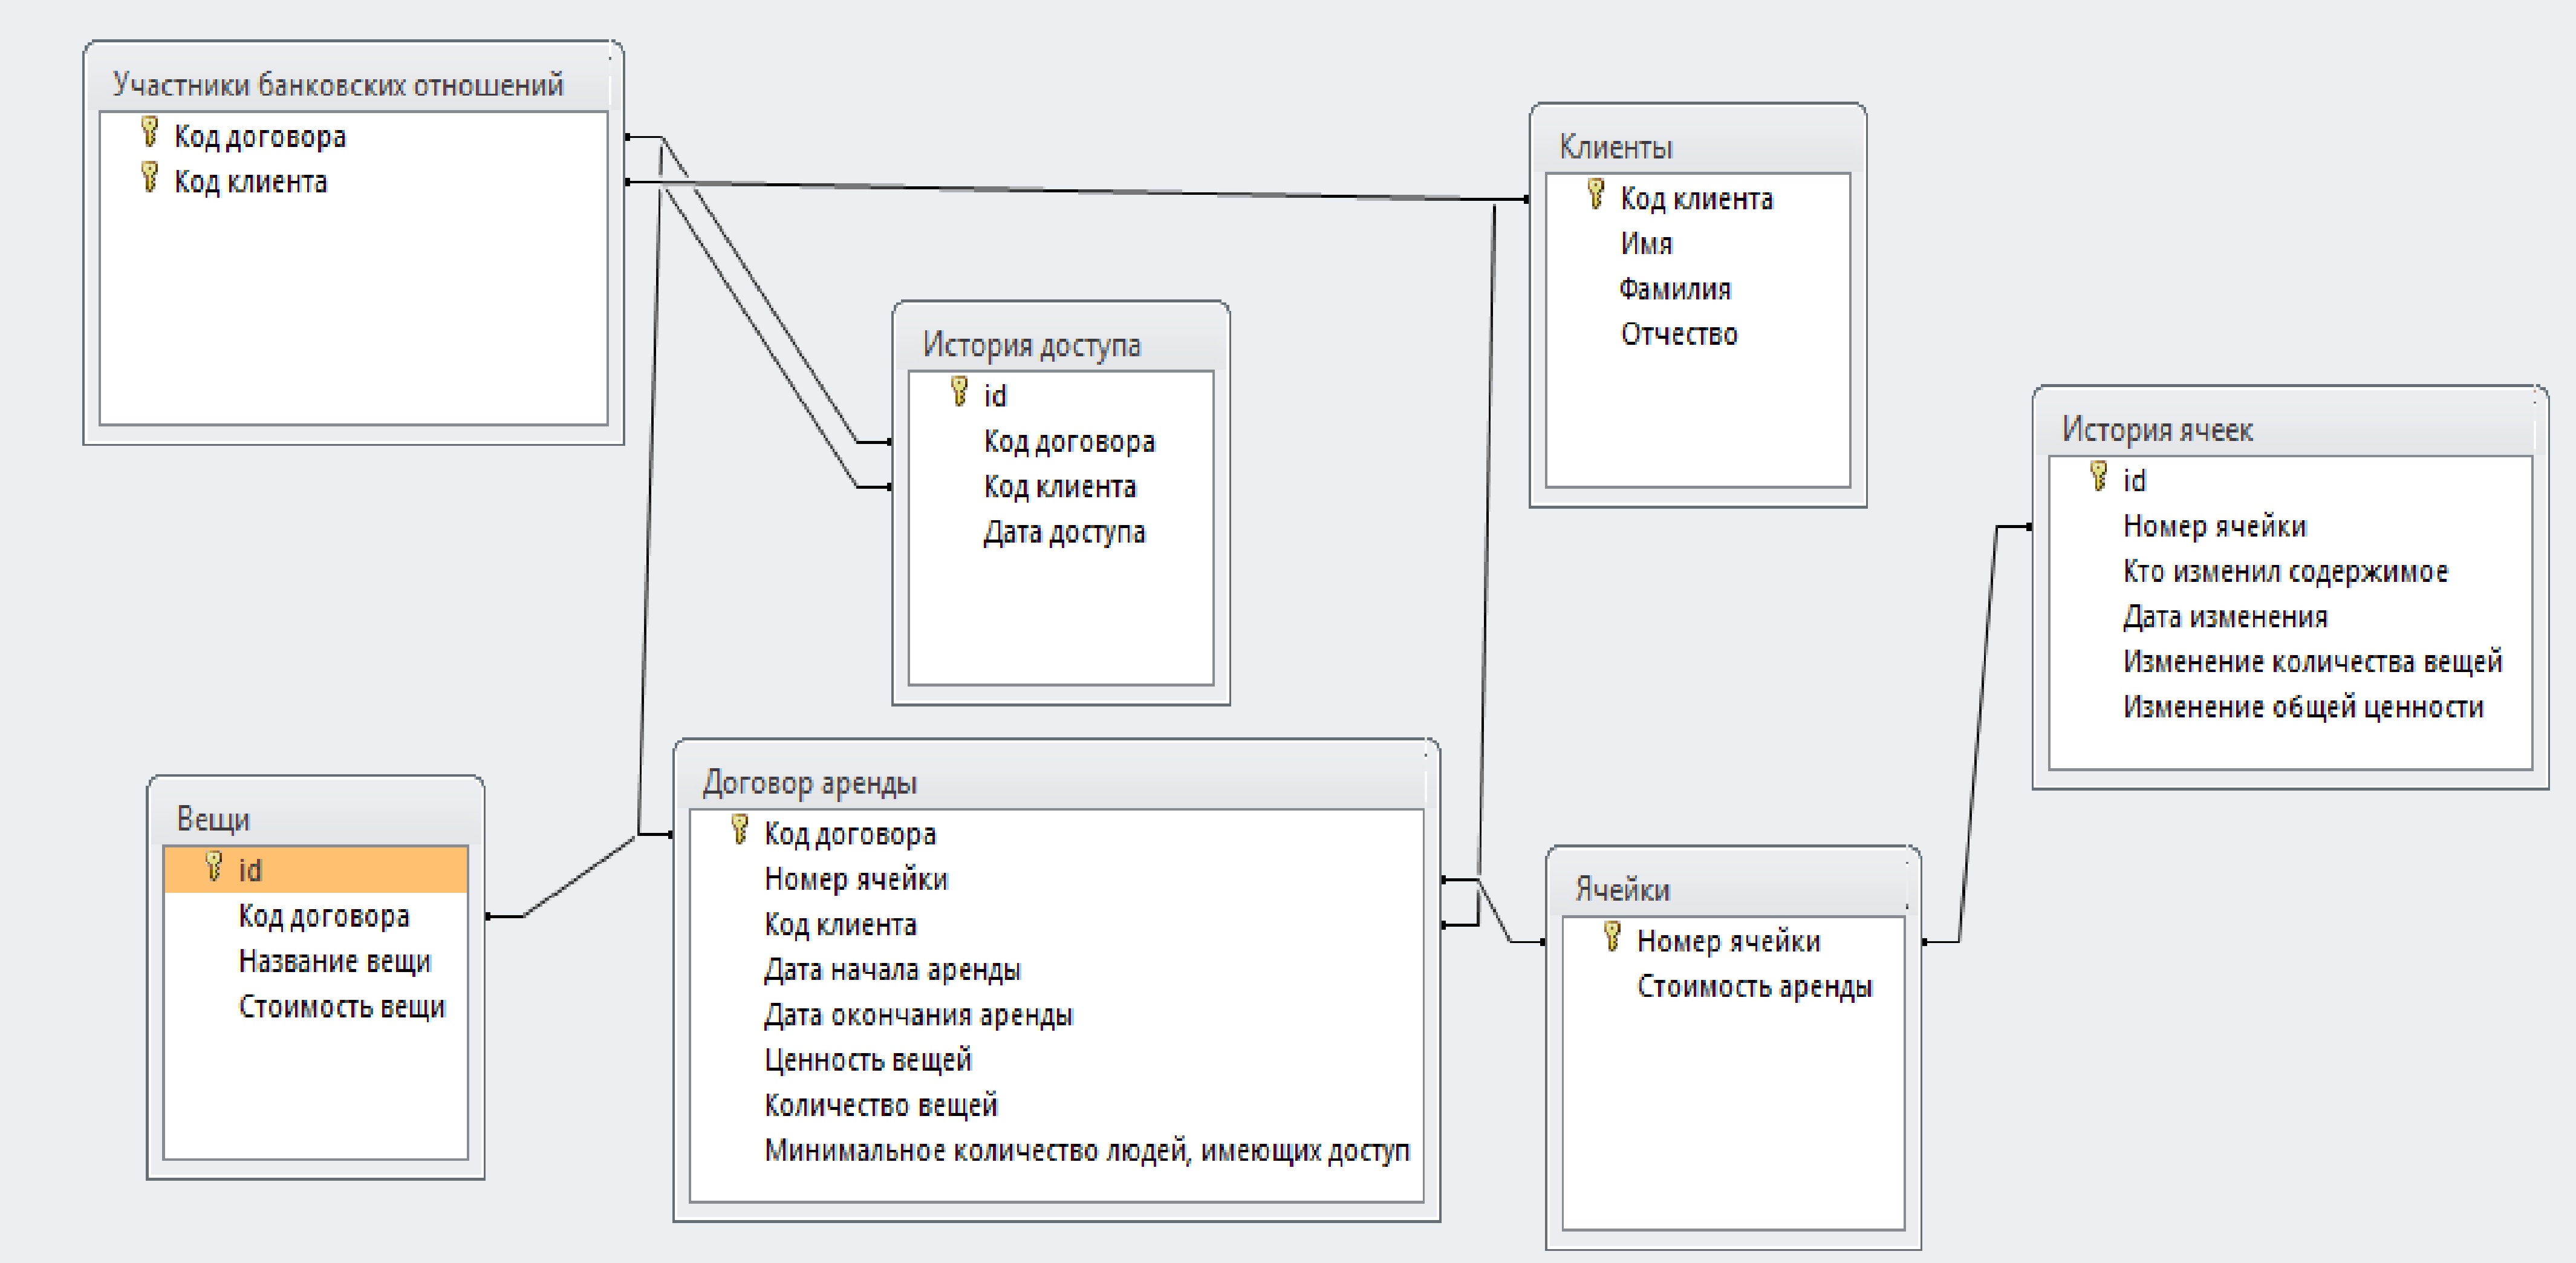 Участники банковских отношений
Код договора
Код клиента
Клиенты
Код клиента
Имя
Фамилия
Отчество
История доступа
id
Код договора
Код клиента
Дата доступа
История ячеек
id
Номер ячейки
Кто изменил содержимое
Дата изменения
Изменение количества вещей
Изменение общей ценности
Вещи
id
Код договора
Название вещи
Стоимость вещи
Договор аренды
Код договора
Номер ячейки
Код клиента
Дата начала аренды
Дата окончания аренды
Ценность вещей
Количество вещей
Минимальное количество людей, имеющих доступ
Ячейки
Номер ячейки
Стоимость аренды